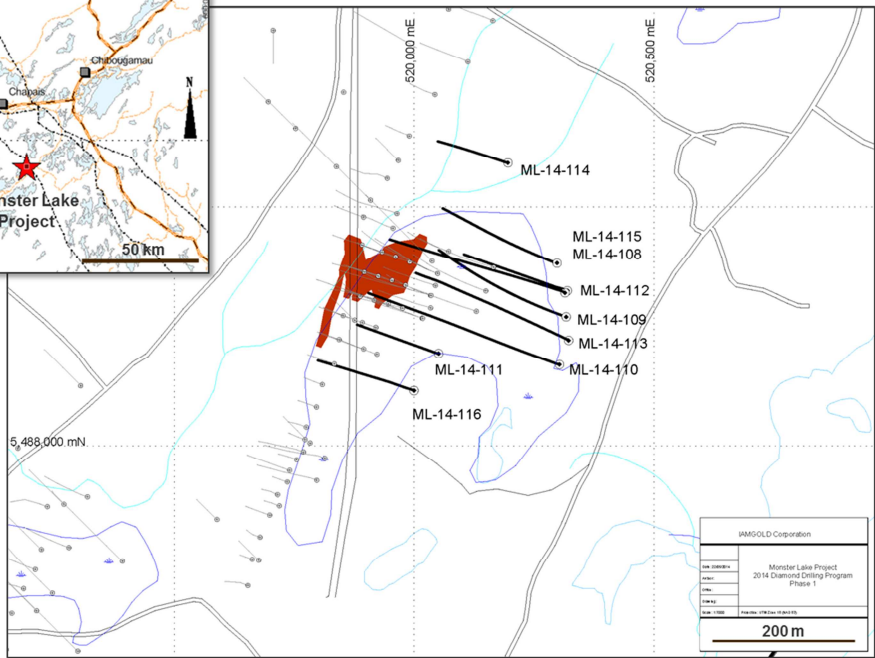 Chibougamau
Chapais
N
nster Lake
Project
50 km
520,000 mE
520,500 mE
ML-14-114
ML-14-115
ML-14-108
ML-14-112
ML-14-109
ML-14-113
ML-14-110
ML-14-111
ML-14-116
5,488,000 mN
IAMGOLD Corporation
Monster Lake Project
2014 Diamond Drilling Program
Phase 1
200 m